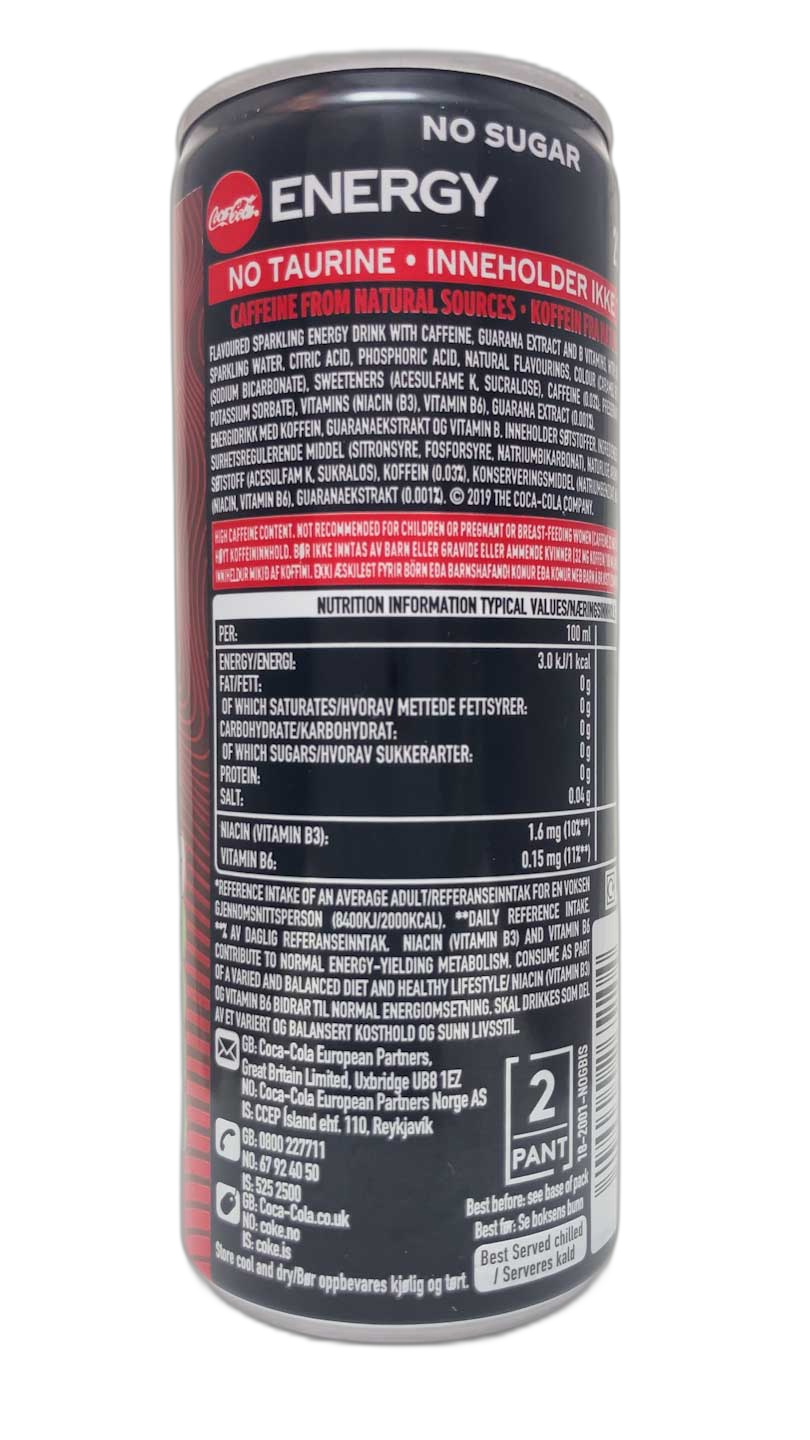 NO SUGAR
Coca-Cola ENERGY
NO TAURINE • INNEHOLDER IKKE
CAFFEINE FROM NATURAL SOURCES • KOFFEIN FRA
FLAVOURED SPARKLING ENERGY DRINK WITH CAFFEINE, GUARANA EXTRACT AND B VITAMINS,
SPARKLING WATER, CITRIC ACID, PHOSPHORIC ACID, NATURAL FLAVOURINGS, COLOUR
(SODIUM BICARBONATE), SWEETENERS (ACESULFAME K, SUCRALOSE), CAFFEINE (0.03%),
POTASSIUM SORBATE), VITAMINS (NIACIN (B3), VITAMIN B6), GUARANA EXTRACT (0.001%).
ENERGIDRIKK MED KOFFEIN, GUARANAEKSTRAKT OG VITAMIN B. INNEHOLDER SØTSTOFFER.
SURHETSREGULERENDE MIDDEL (SITRONSYRE, FOSFORSYRE, NATRIUMBIKARBONAT),
SØTSTOFF (ACESULFAM K, SUKRALOS), KOFFEIN (0.03%), KONSERVERINGSMIDDEL
(NIACIN, VITAMIN B6), GUARANAEKSTRAKT (0.001%). © 2019 THE COCA-COLA COMPANY.
HIGH CAFFEINE CONTENT. NOT RECOMMENDED FOR CHILDREN OR PREGNANT OR BREAST-FEEDING WOMEN
HØYT KOFFEININNHOLD. BØR IKKE INNTAS AV BARN ELLER GRAVIDE ELLER AMMENDE KVINNER (32 MG KOFFEIN
INNIHELDUR MIKIÐ AF KOFFÍNI. EKKI ÆSKILEGT FYRIR BÖRN EÐA BARNSHAFANDI KONUR EÐA KONUR MEÐ BARN Á
NUTRITION INFORMATION TYPICAL VALUES/
PER: 100 ml
ENERGY/ENERGI: 3.0 kJ/1 kcal
FAT/FETT: 0 g
OF WHICH SATURATES/HVORAV METTEDE FETTSYRER: 0 g
CARBOHYDRATE/KARBOHYDRAT: 0 g
OF WHICH SUGARS/HVORAV SUKKERARTER: 0 g
PROTEIN: 0 g
SALT: 0.04 g
NIACIN (VITAMIN B3): 1.6 mg (10%**)
VITAMIN B6: 0.15 mg (11%**)
*REFERENCE INTAKE OF AN AVERAGE ADULT/REFERANSEINNTAK FOR EN VOKSEN
GJENNOMSNITTSPERSON (8400KJ/2000KCAL). **DAILY REFERENCE INTAKE.
**% AV DAGLIG REFERANSEINNTAK. NIACIN (VITAMIN B3) AND VITAMIN B6
CONTRIBUTE TO NORMAL ENERGY-YIELDING METABOLISM. CONSUME AS PART
OF A VARIED AND BALANCED DIET AND HEALTHY LIFESTYLE/ NIACIN (VITAMIN B3)
OG VITAMIN B6 BIDRAR TIL NORMAL ENERGIOMSETNING. SKAL DRIKKES SOM DEL
AV ET VARIERT OG BALANSERT KOSTHOLD OG SUNN LIVSSTIL.
GB: Coca-Cola European Partners,
Great Britain Limited, Uxbridge UB8 1EZ
NO: Coca-Cola European Partners Norge AS
IS: CCEP Ísland ehf. 110, Reykjavík
GB: 0800 227711
NO: 67 92 40 50
IS: 525 2500
GB: Coca-Cola.co.uk
NO: coke.no
IS: coke.is
Store cool and dry/Bør oppbevares kjølig og tørt.
2
PANT
18-2001-NOGBIS
Best before: see base of pack
Best før: Se boksens bunn
Best Served chilled
/ Serveres kald